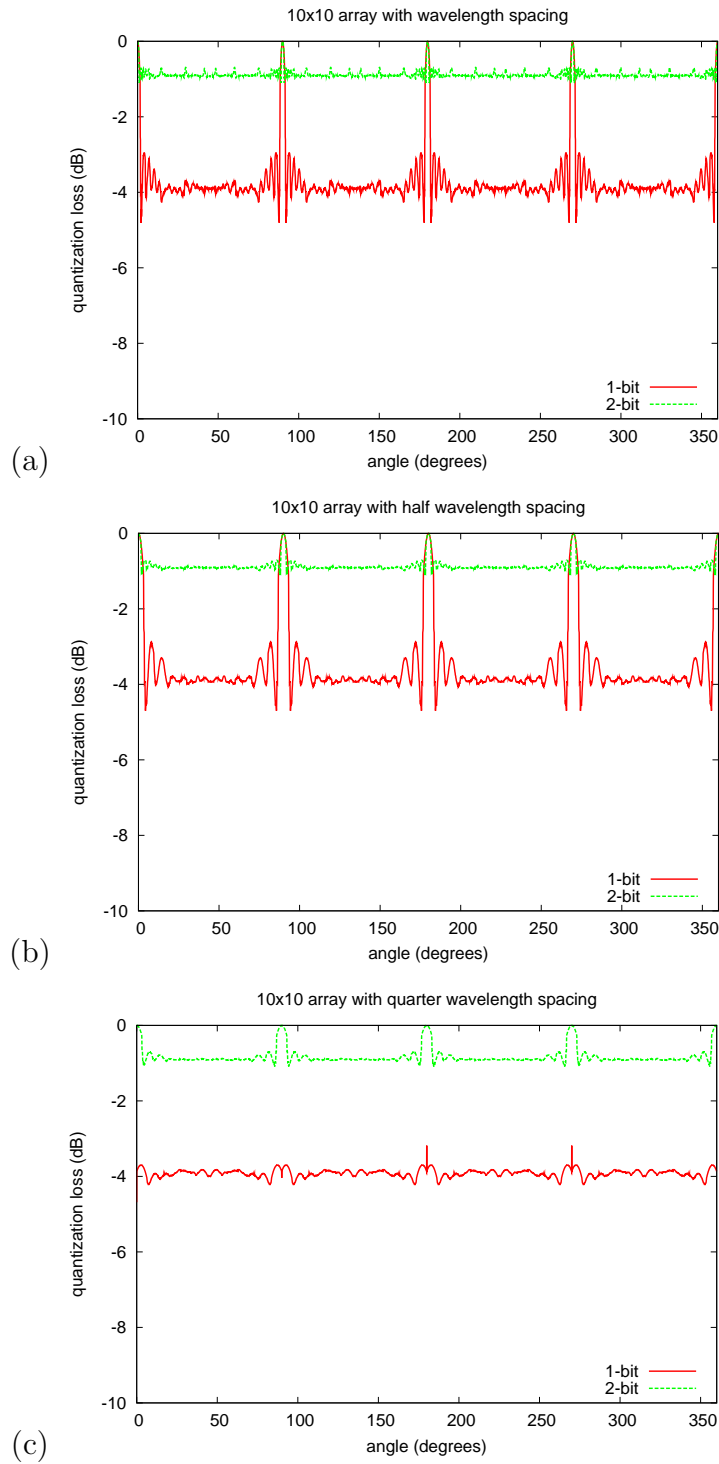 10x10 array with wavelength spacing
0
-2
-4
-6
-8
-10
quantization loss (dB)
1-bit
2-bit
0 50 100 150 200 250 300 350
angle (degrees)
(a)
10x10 array with half wavelength spacing
0
-2
-4
-6
-8
-10
quantization loss (dB)
1-bit
2-bit
0 50 100 150 200 250 300 350
angle (degrees)
(b)
10x10 array with quarter wavelength spacing
0
-2
-4
-6
-8
-10
quantization loss (dB)
1-bit
2-bit
0 50 100 150 200 250 300 350
angle (degrees)
(c)